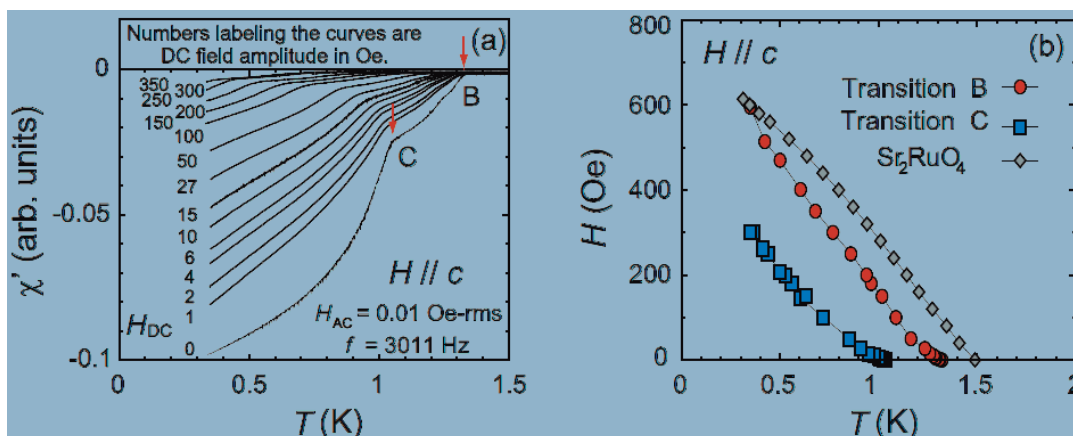 Numbers labeling the curves are
DC field amplitude in Oe.
(a)
0
-0.05
-0.1
χ' (arb. units)
350
300
250
200
150
100
50
27
15
10
6
4
2
1
0
H_DC
B
C
H // c
H_AC = 0.01 Oe-rms
f = 3011 Hz
0
0.5
1
1.5
T (K)
H // c
(b)
Transition B
Transition C
Sr₂RuO₄
800
600
400
200
0
H (Oe)
0
0.5
1
1.5
2
T (K)